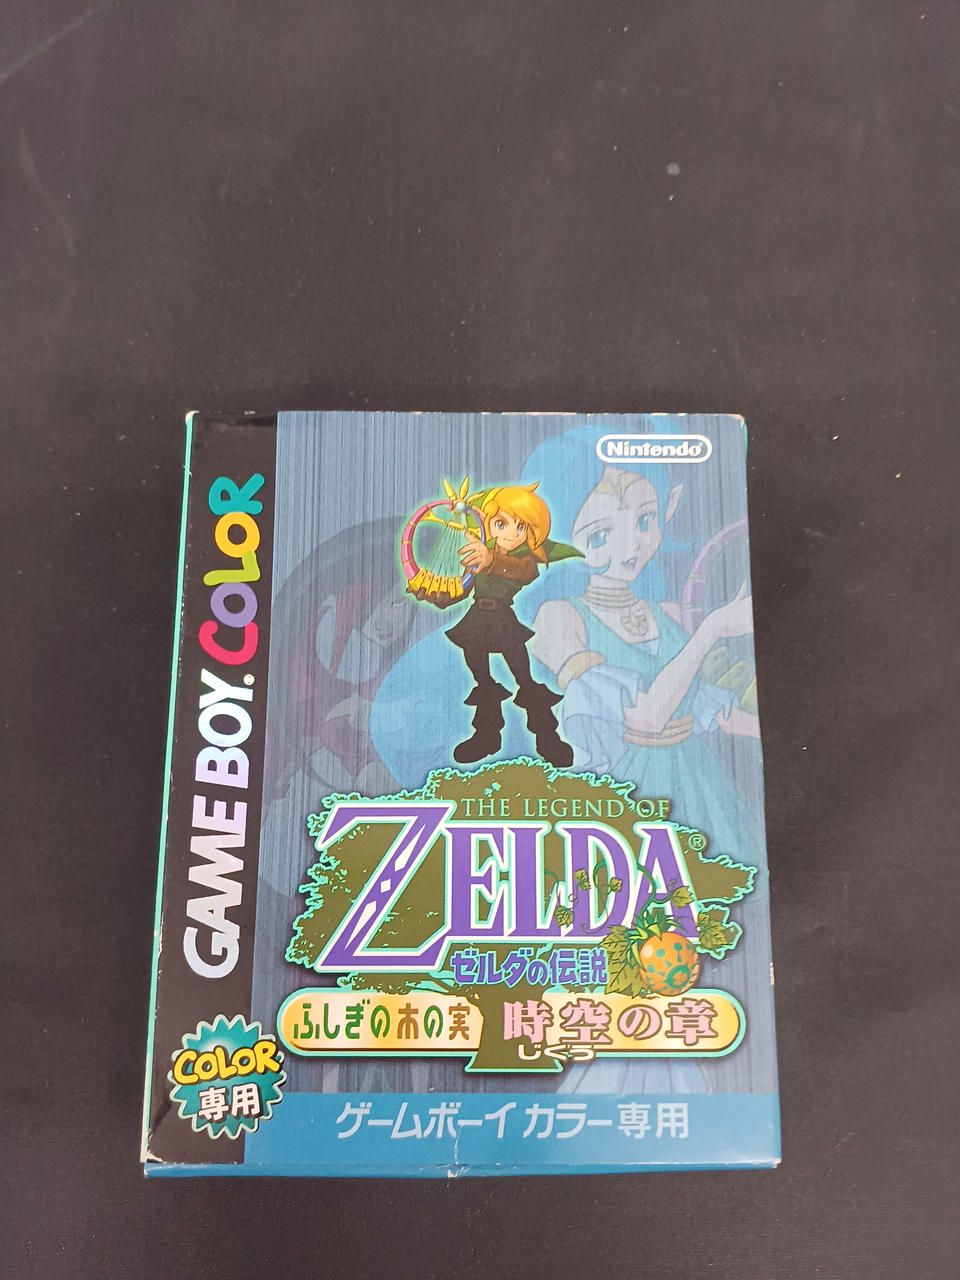 Nintendo®
GAME BOY COLOR
THE LEGEND OF
ZELDA®
ゼルダの伝説
ふしぎの木の実 時空の章
じくう
COLOR
専用
ゲームボーイ カラー専用